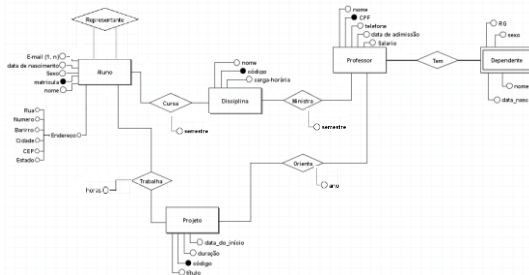 Representante
E-mail (1, n)
data de nascimento
Sexo
matricula
nome
Aluno
Rua
Numero
Bairro
Cidade
CEP
Estado
Endereço
Cursa
semestre
nome
código
carga-horária
Disciplina
Ministra
semestre
nome
CPF
telefone
data de admissão
Salario
Professor
Tem
Dependente
RG
sexo
nome
data_nasc
Orienta
ano
horas
Trabalha
Projeto
data_do_inicio
duração
código
título